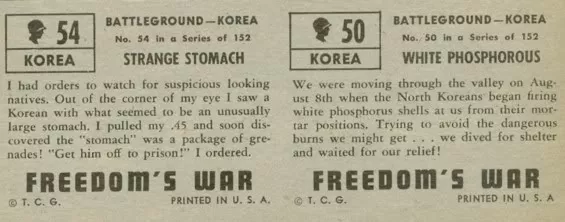 54
KOREA
BATTLEGROUND—KOREA
No. 54 in a Series of 152
STRANGE STOMACH
I had orders to watch for suspicious looking
natives. Out of the corner of my eye I saw a
Korean with what seemed to be an unusually
large stomach. I pulled my .45 and soon dis-
covered the "stomach" was a package of gre-
nades! "Get him off to prison!" I ordered.
FREEDOM'S WAR
© T. C. G. PRINTED IN U. S. A.
50
KOREA
BATTLEGROUND—KOREA
No. 50 in a Series of 152
WHITE PHOSPHOROUS
We were moving through the valley on Aug-
ust 8th when the North Koreans began firing
white phosphorus shells at us from their mor-
tar positions. Trying to avoid the dangerous
burns we might get . . . we dived for shelter
and waited for our relief!
FREEDOM'S WAR
© T. C. G. PRINTED IN U. S. A